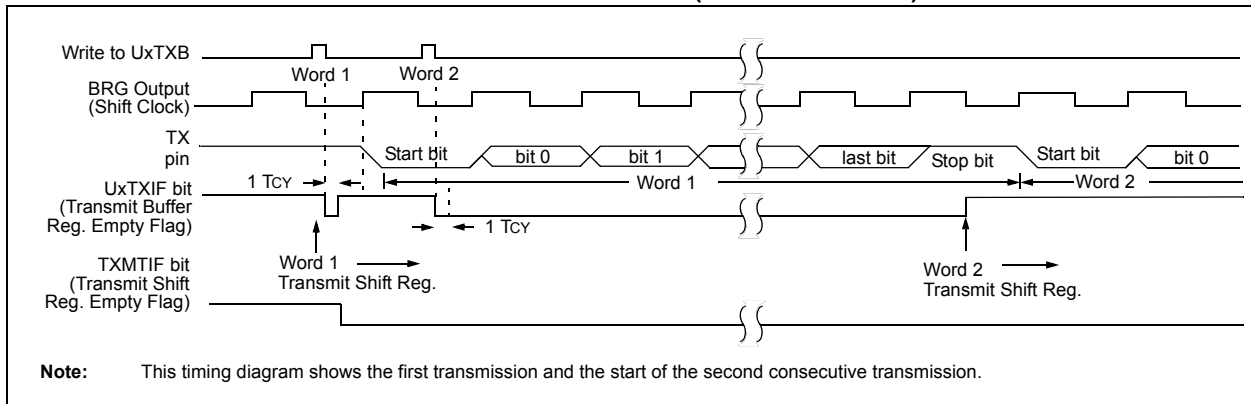 Write to UxTXB
Word 1
Word 2
BRG Output
(Shift Clock)
TX
pin
Start bit
bit 0
bit 1
last bit
Stop bit
Start bit
bit 0
1 TCY
Word 1
Word 2
UxTXIF bit
(Transmit Buffer
Reg. Empty Flag)
1 TCY
TXMTIF bit
(Transmit Shift
Reg. Empty Flag)
Word 1
Transmit Shift Reg.
Word 2
Transmit Shift Reg.
Note: This timing diagram shows the first transmission and the start of the second consecutive transmission.